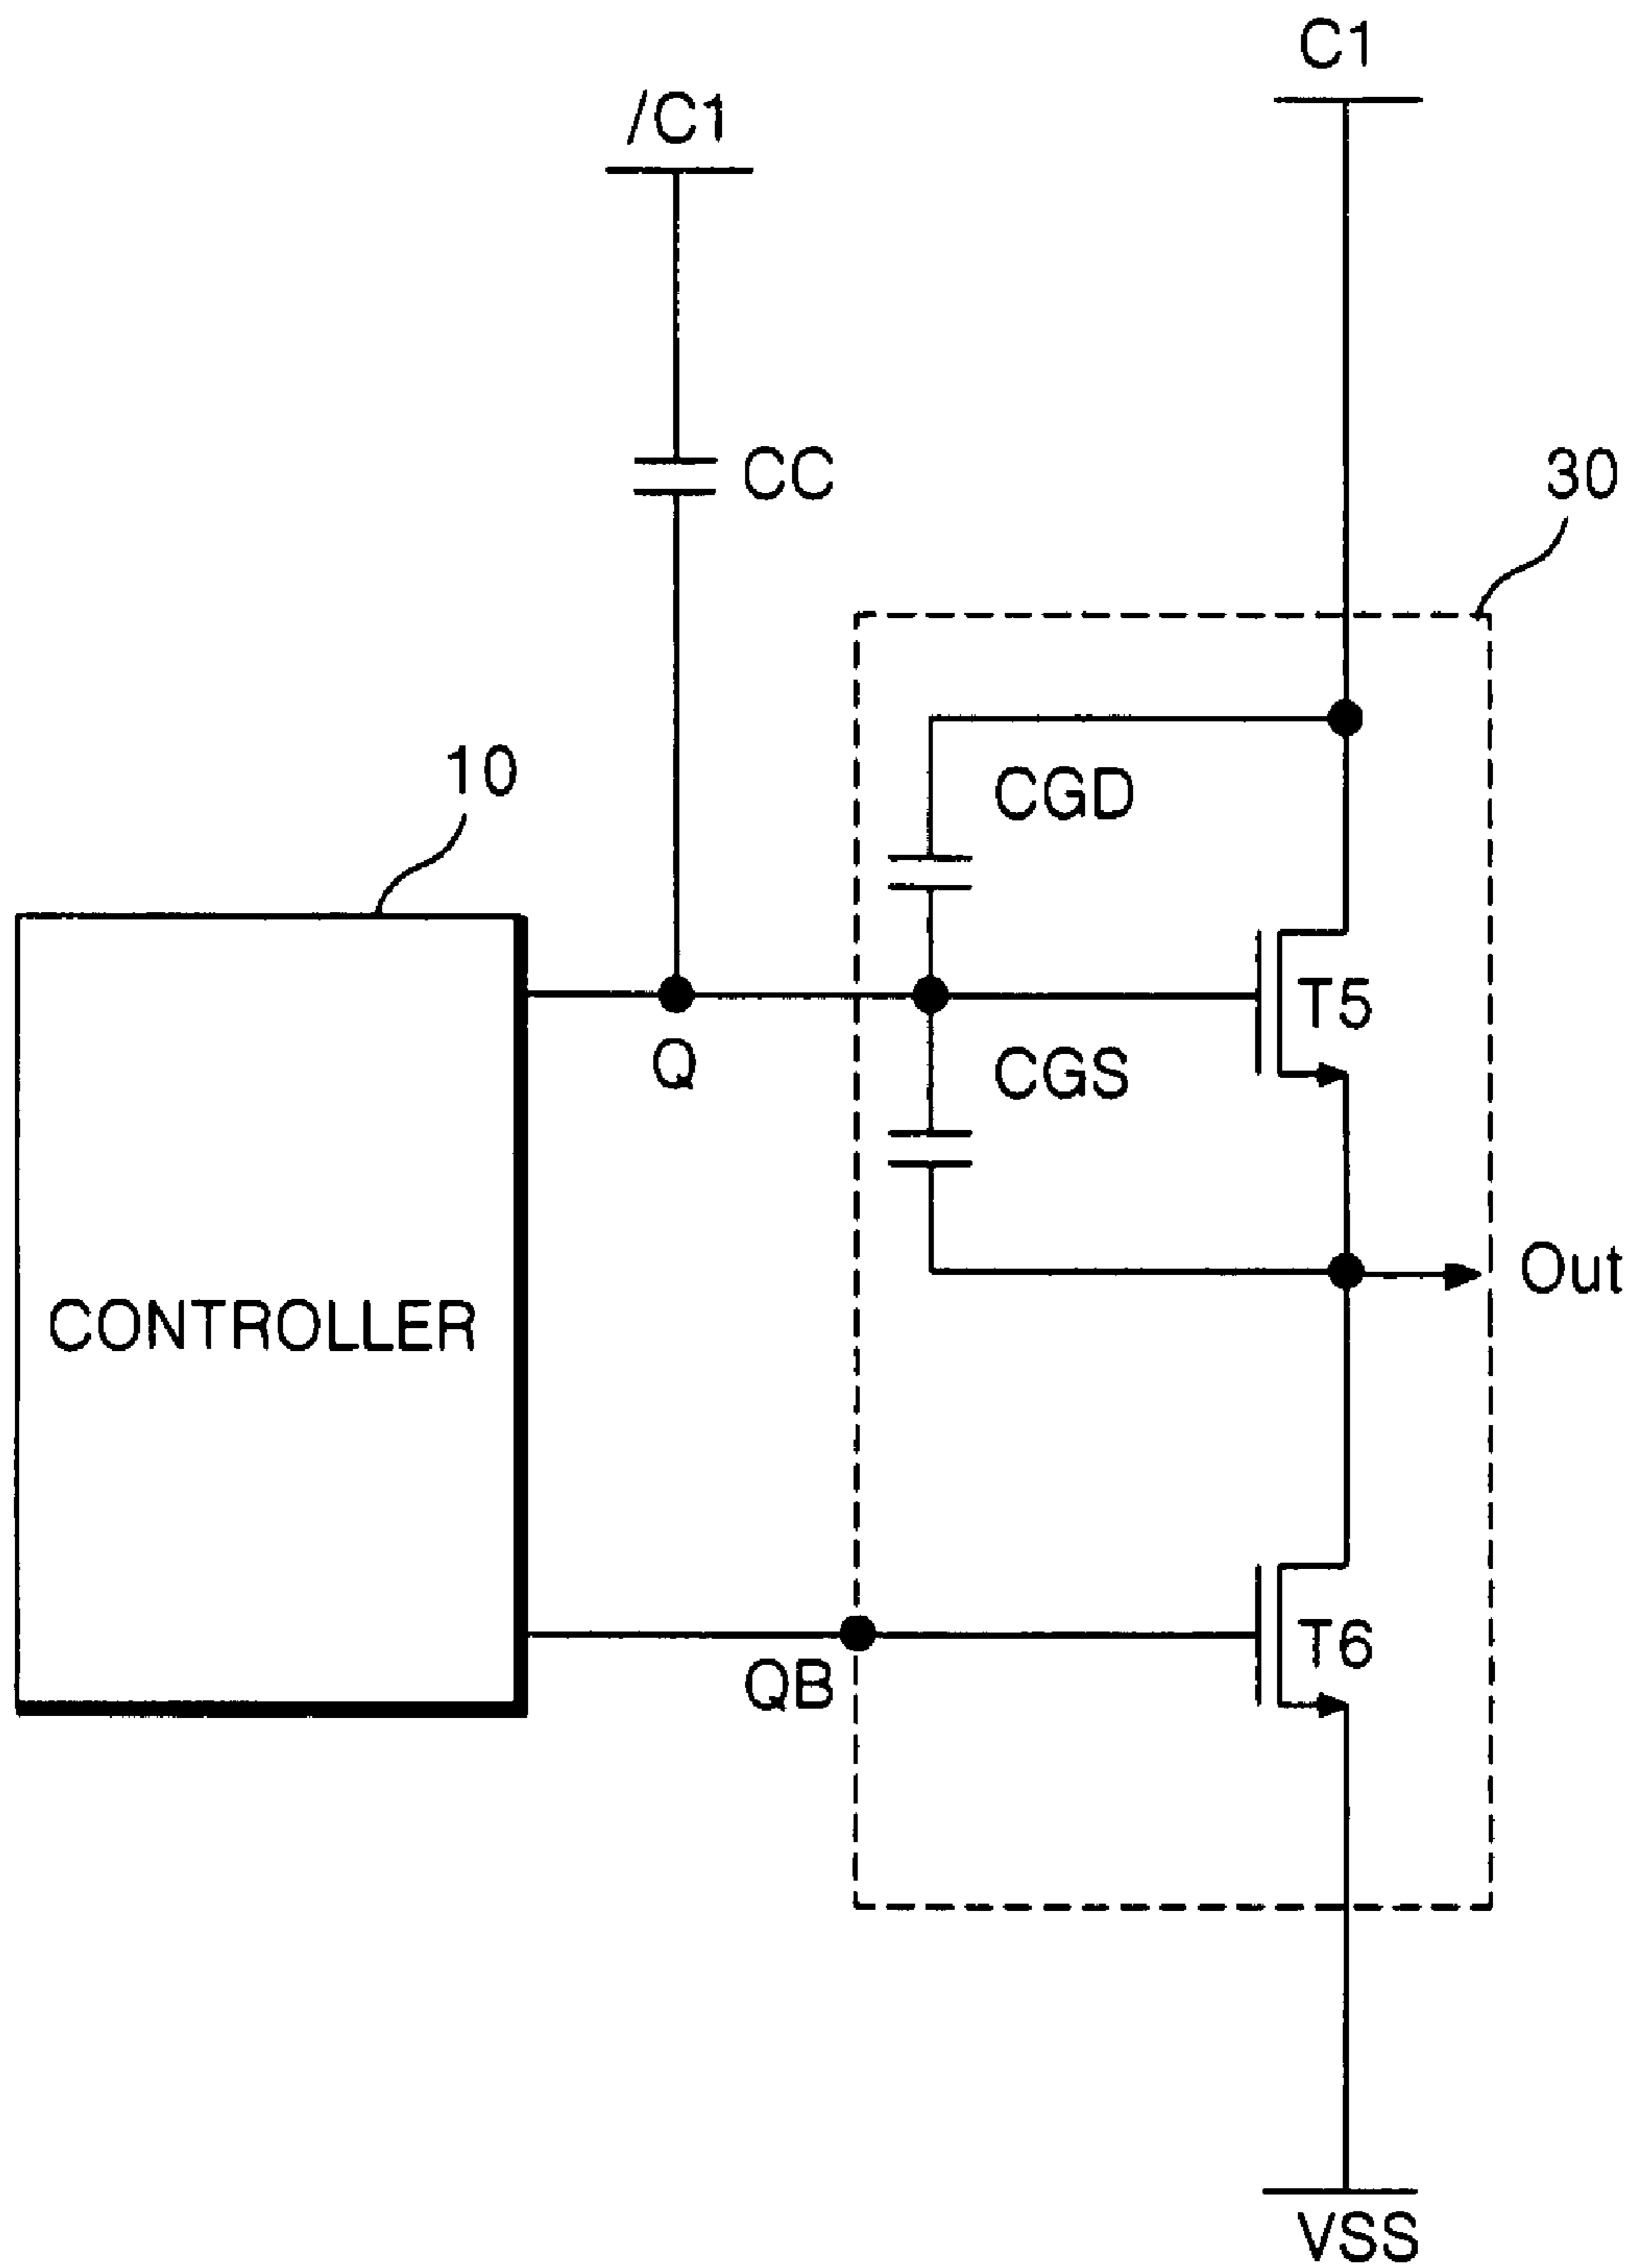 C1
/C1
CC
30
10
CGD
T5
Q
CGS
Out
CONTROLLER
T6
QB
VSS